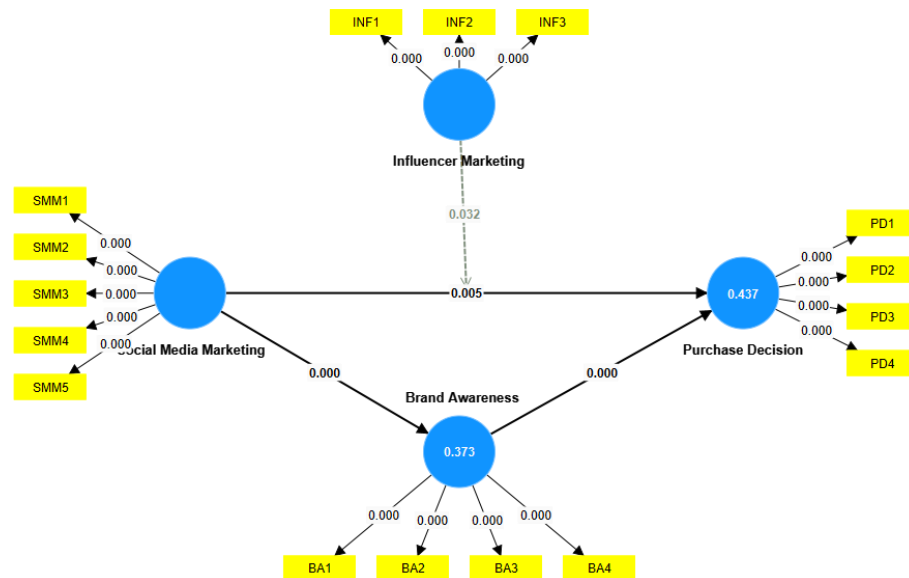 INF1 INF2 INF3
0.000 0.000 0.000
Influencer Marketing
0.032
SMM1
SMM2
SMM3
SMM4
SMM5
0.000
0.000
0.000
0.000
0.000
Social Media Marketing
0.005
0.437
Purchase Decision
PD1
PD2
PD3
PD4
0.000
0.000
0.000
0.000
0.000
0.000
Brand Awareness
0.373
0.000 0.000 0.000 0.000
BA1 BA2 BA3 BA4